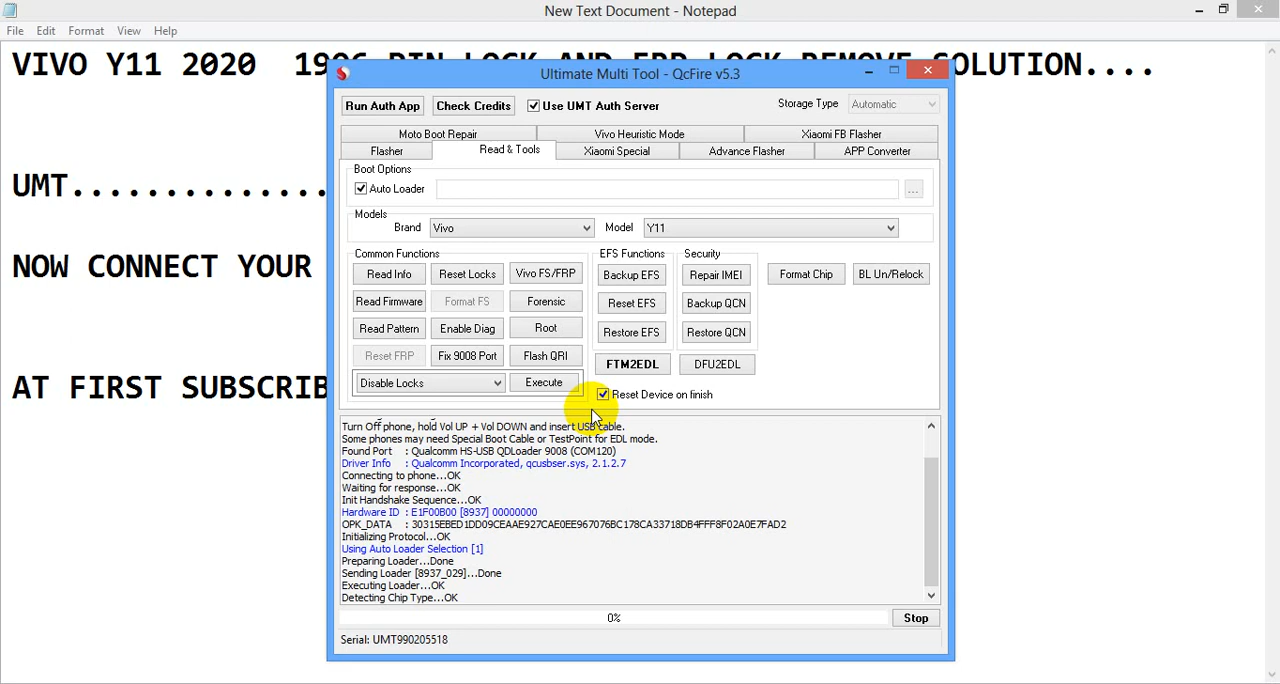 New Text Document - Notepad
File Edit Format View Help
VIVO Y11 2020 1906 PIN LOCK AND FRP LOCK REMOVE SOLUTION....
Ultimate Multi Tool - QcFire v5.3
Run Auth App Check Credits Use UMT Auth Server Storage Type Automatic
Moto Boot Repair Vivo Heuristic Mode Xiaomi FB Flasher
Flasher Read & Tools Xiaomi Special Advance Flasher APP Converter
Boot Options
Auto Loader ...
UMT..............
Models
Brand Vivo Model Y11
Common Functions EFS Functions Security
NOW CONNECT YOUR
Read Info Reset Locks Vivo FS/FRP Backup EFS Repair IMEI Format Chip BL Un/Relock
Read Firmware Format FS Forensic Reset EFS Backup QCN
Read Pattern Enable Diag Root Restore EFS Restore QCN
Reset FRP Fix 9008 Port Flash QRI FTM2EDL DFU2EDL
AT FIRST SUBSCRIB
Disable Locks Execute Reset Device on finish
Turn Off phone, hold Vol UP + Vol DOWN and insert USB cable.
Some phones may need Special Boot Cable or TestPoint for EDL mode.
Found Port : Qualcomm HS-USB QDLoader 9008 (COM120)
Driver Info : Qualcomm Incorporated, qcusbser.sys, 2.1.2.7
Connecting to phone...OK
Waiting for response...OK
Init Handshake Sequence...OK
Hardware ID : E1F00B00 [8937] 00000000
OPK_DATA : 30315EBED1DD09CEAAE927CAE0EE967076BC178CA33718DB4FFF8F02A0E7FAD2
Initializing Protocol...OK
Using Auto Loader Selection [1]
Preparing Loader...Done
Sending Loader [8937_029]...Done
Executing Loader...OK
Detecting Chip Type...OK
0% Stop
Serial: UMT990205518